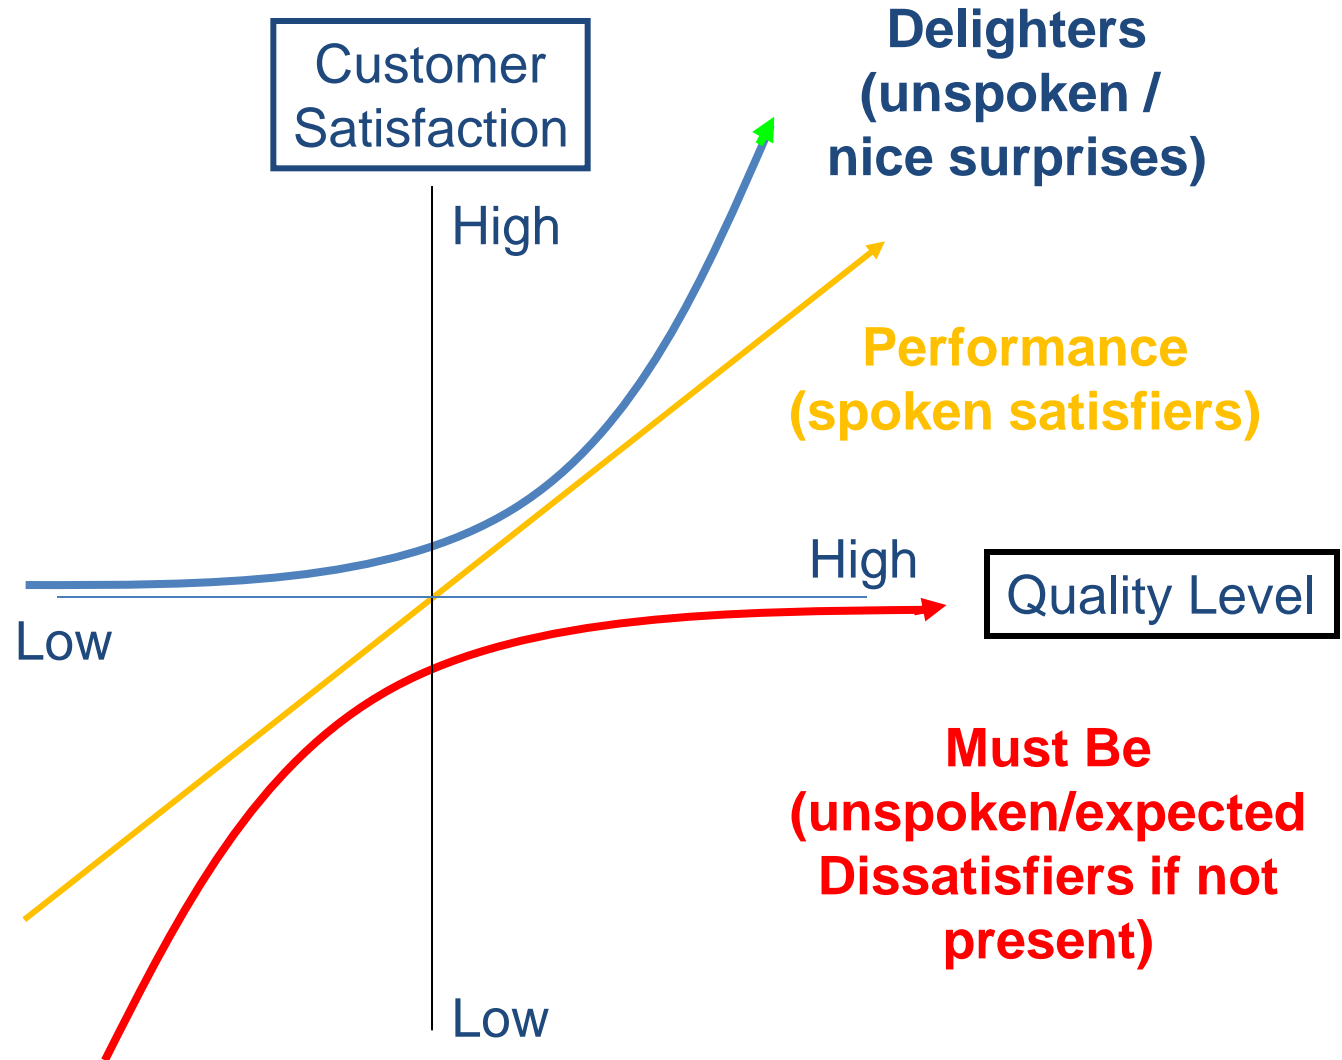 Customer
Satisfaction
High
Delighters
(unspoken /
nice surprises)
Performance
(spoken satisfiers)
High
Quality Level
Low
Must Be
(unspoken/expected
Dissatisfiers if not
present)
Low